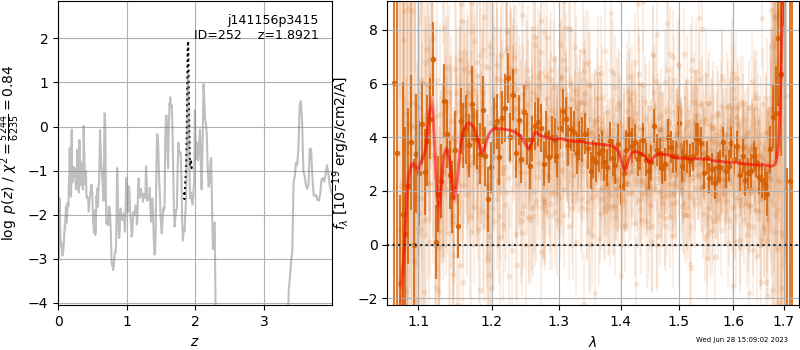 j141156p3415
ID=252 z=1.8921
log p(z) / χ² = 5244/6235 = 0.84
2
1
0
−1
−2
−3
−4
0 1 2 3
z
f_λ [10⁻¹⁹ erg/s/cm2/A]
8
6
4
2
0
−2
1.1 1.2 1.3 1.4 1.5 1.6 1.7
λ
Wed Jun 28 15:09:02 2023